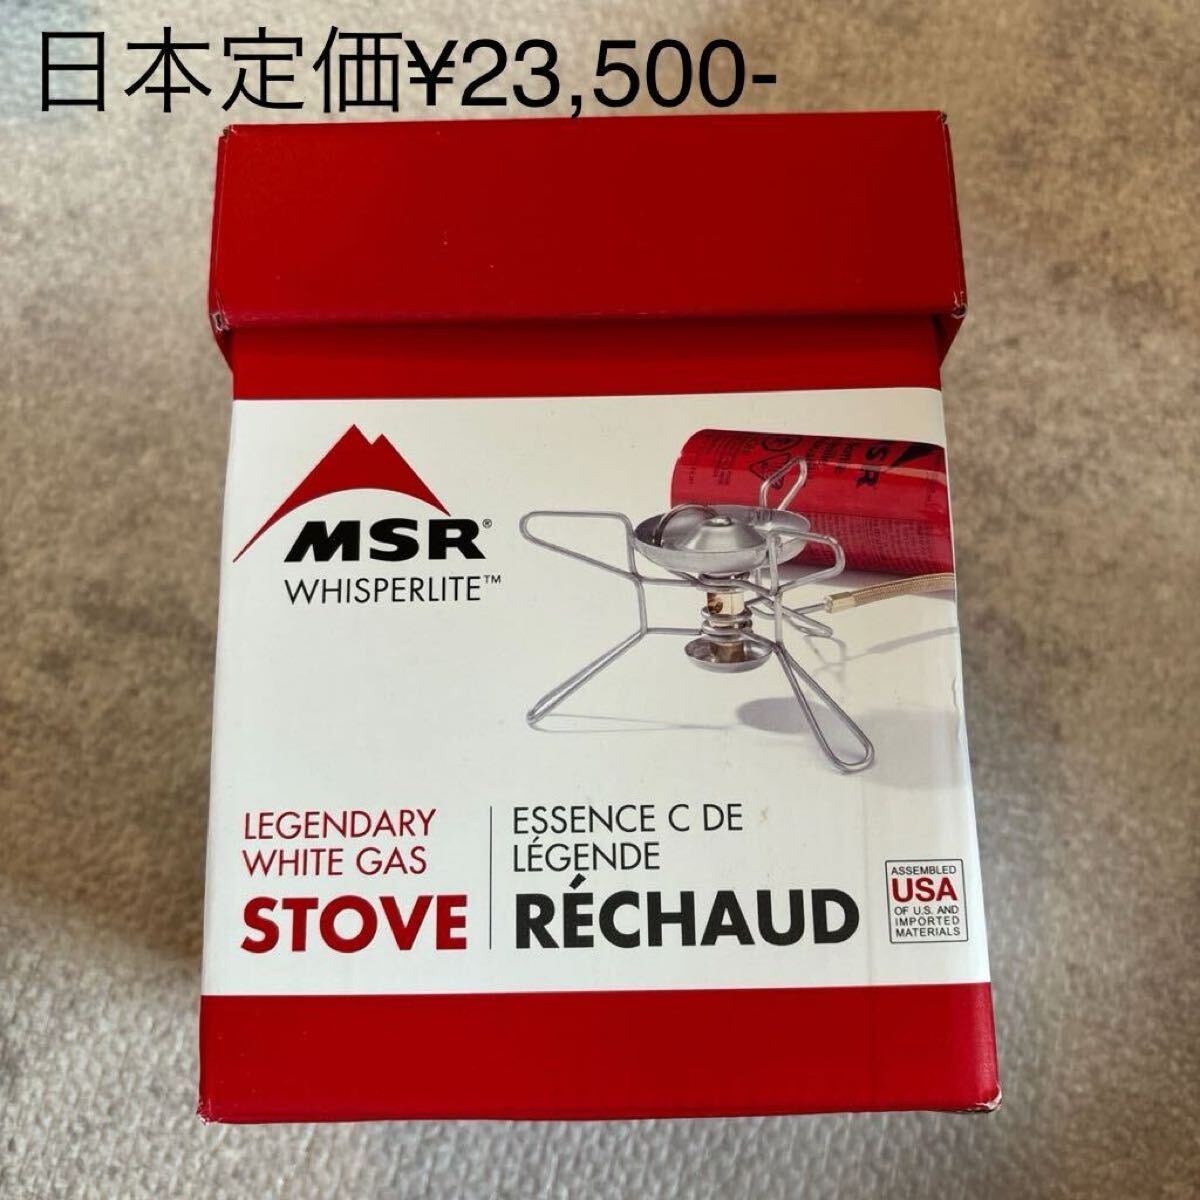 日本定価¥23,500-
MSR®
WHISPERLITE™
LEGENDARY
WHITE GAS
STOVE
ESSENCE C DE
LÉGENDE
RÉCHAUD
ASSEMBLED
USA
OF U.S. AND
IMPORTED
MATERIALS
MSR